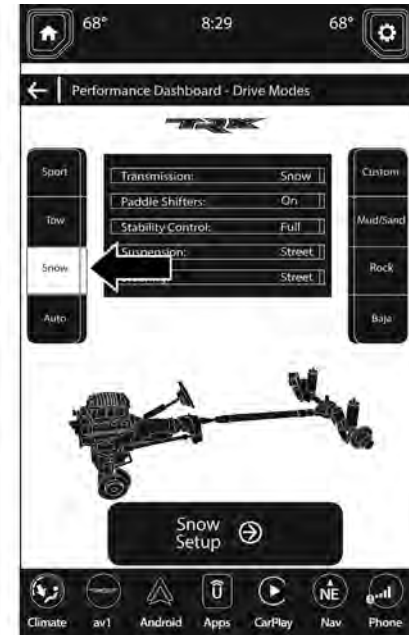 68° 8:29 68°
Performance Dashboard - Drive Modes
TRX
Sport
Tow
Snow
Auto
Transmission: Snow
Paddle Shifters: On
Stability Control: Full
Suspension: Street
Street
Custom
Mud/Sand
Rock
Baja
Snow
Setup
NE
Climate av1 Android Apps CarPlay Nav Phone